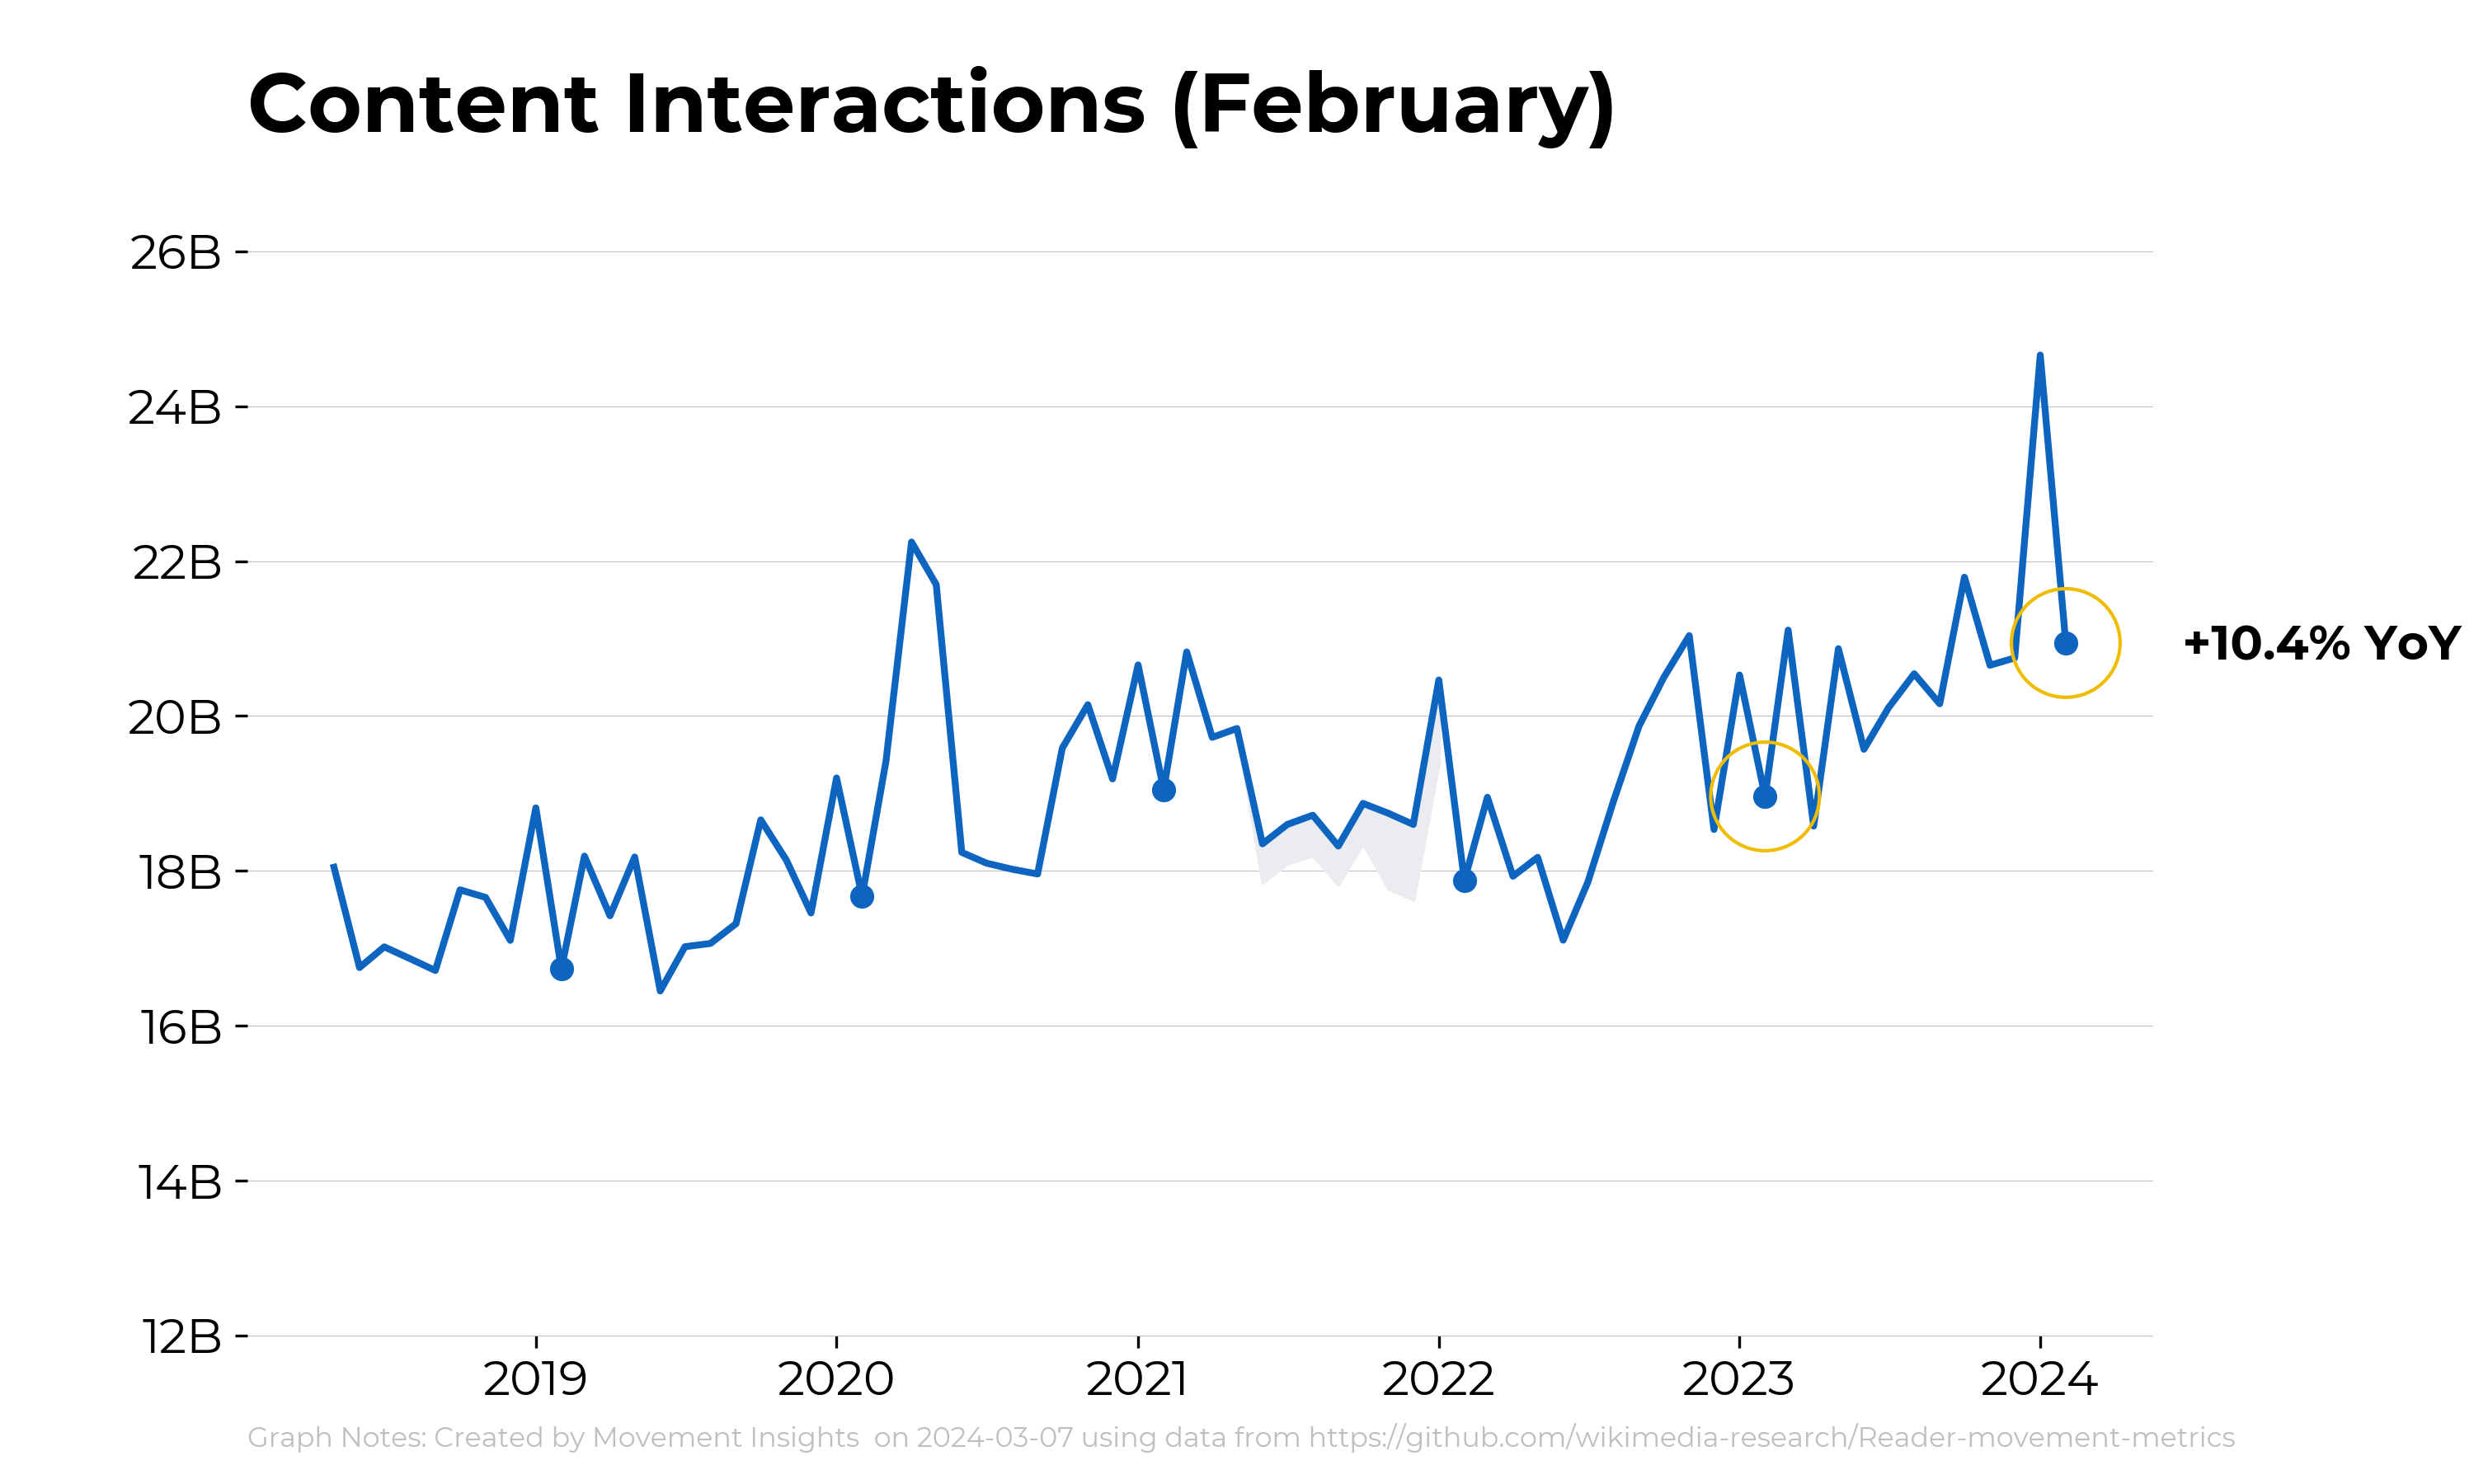 Content Interactions (February)
26B
24B
22B
20B
18B
16B
14B
12B
+10.4% YoY
2019 2020 2021 2022 2023 2024
Graph Notes: Created by Movement Insights  on 2024-03-07 using data from https://github.com/wikimedia-research/Reader-movement-metrics